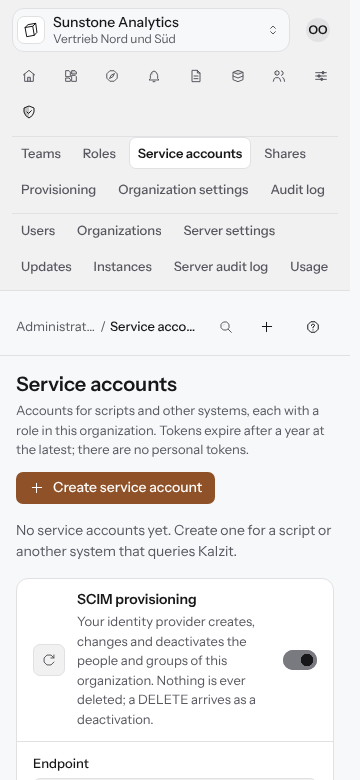 Sunstone Analytics
Vertrieb Nord und Süd
OO
Teams Roles Service accounts Shares
Provisioning Organization settings Audit log
Users Organizations Server settings
Updates Instances Server audit log Usage
Administrat... / Service acco...
Service accounts
Accounts for scripts and other systems, each with a
role in this organization. Tokens expire after a year at
the latest; there are no personal tokens.
Create service account
No service accounts yet. Create one for a script or
another system that queries Kalzit.
SCIM provisioning
Your identity provider creates,
changes and deactivates the
people and groups of this
organization. Nothing is ever
deleted; a DELETE arrives as a
deactivation.
Endpoint